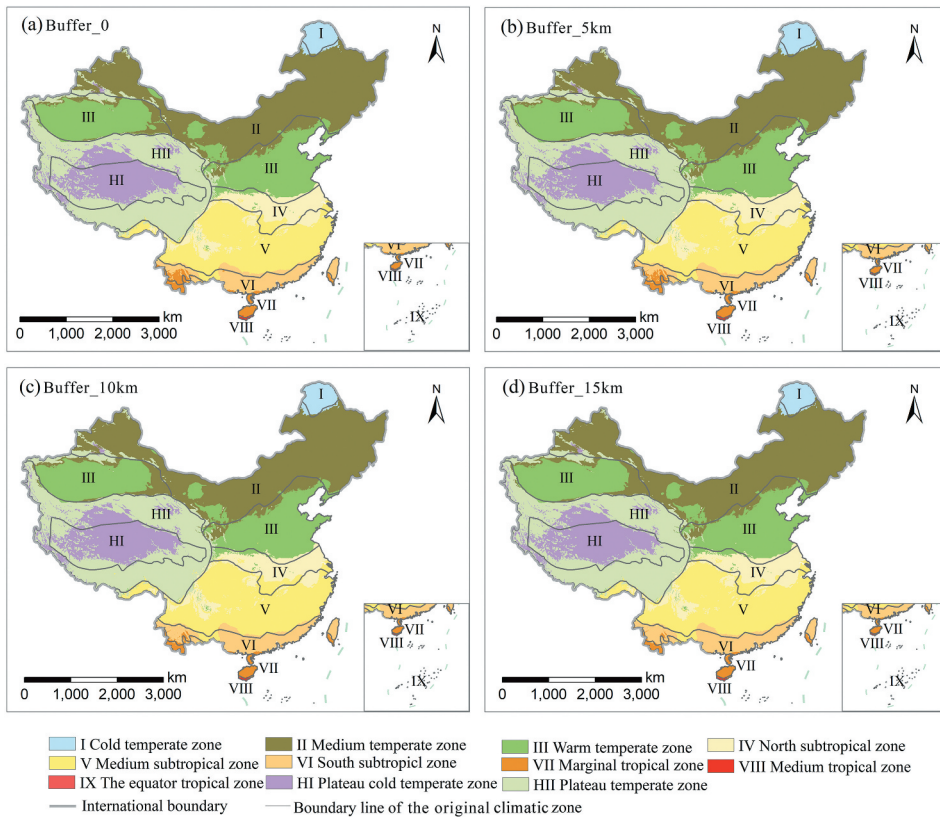 (a) Buffer_0
N
I
II
III
HII
III
HI
IV
V
VI
VII
VIII
VI
VII
VIII
IX
km
0 1,000 2,000 3,000
(b) Buffer_5km
N
I
II
III
HII
III
HI
IV
V
VI
VII
VIII
VI
VII
VIII
IX
km
0 1,000 2,000 3,000
(c) Buffer_10km
N
I
II
III
HII
III
HI
IV
V
VI
VII
VIII
VI
VII
VIII
IX
km
0 1,000 2,000 3,000
(d) Buffer_15km
N
I
II
III
HII
III
HI
IV
V
VI
VII
VIII
VI
VII
VIII
IX
km
0 1,000 2,000 3,000
I Cold temperate zone II Medium temperate zone III Warm temperate zone IV North subtropical zone
V Medium subtropical zone VI South subtropicl zone VII Marginal tropical zone VIII Medium tropical zone
IX The equator tropical zone HI Plateau cold temperate zone HII Plateau temperate zone
International boundary Boundary line of the original climatic zone